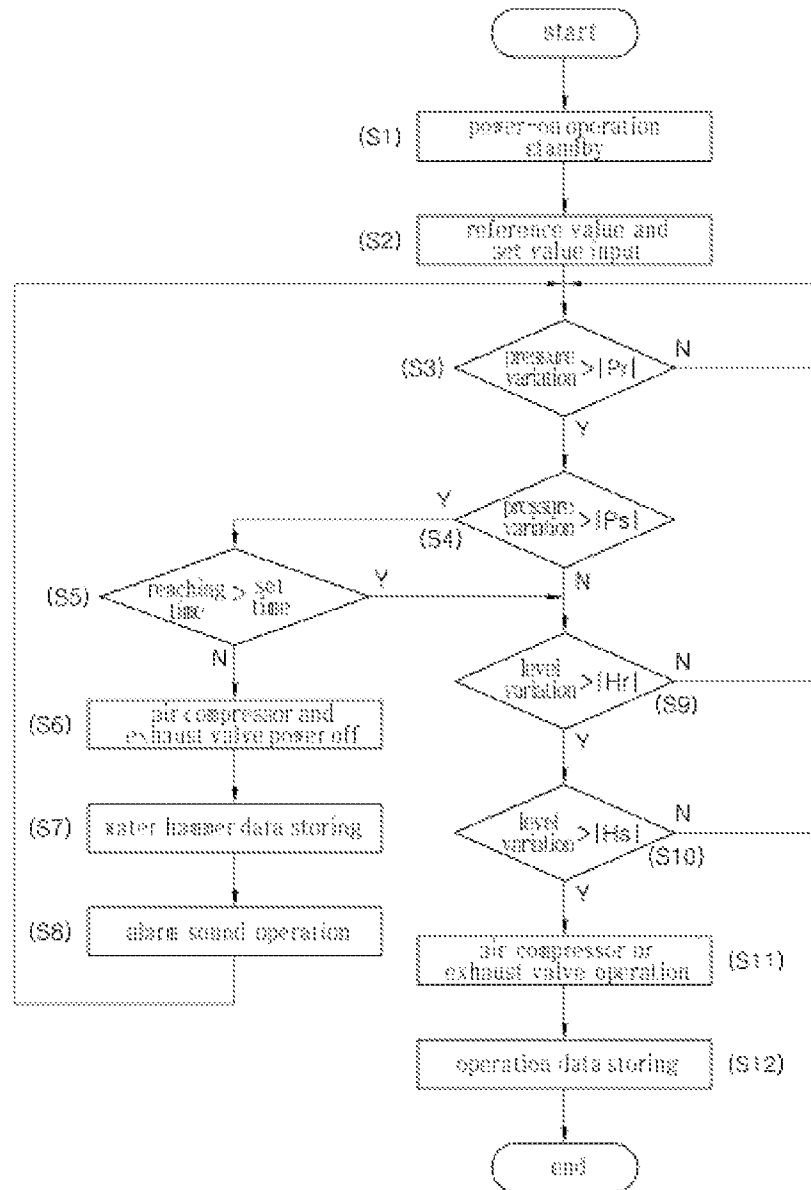 start
(S1)
power-on operation
standby
(S2)
reference value and
set value input
(S3)
pressure
variation >|Pr|
N
Y
Y
pressure
variation >|Ps|
(S4)
N
(S5)
reaching
time > set
time
Y
N
level
variation >|Hr|
N
(S9)
Y
(S6)
air compressor and
exhaust valve power off
(S7)
water hammer data storing
level
variation >|Hs|
N
(S10)
Y
(S8)
alarm sound operation
air compressor or
exhaust valve operation
(S11)
operation data storing
(S12)
end